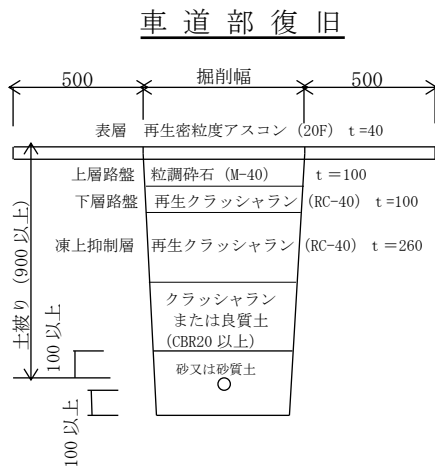 車道部復旧
500 掘削幅 500
表層 再生密粒度アスコン (20F) t=40
上層路盤 粒調砕石 (M-40) t＝100
下層路盤 再生クラッシャラン (RC-40) t=100
凍上抑制層 再生クラッシャラン (RC-40) t＝260
土被り (900 以上)
クラッシャラン
または良質土
(CBR20 以上)
100 以上
砂又は砂質土
100 以上